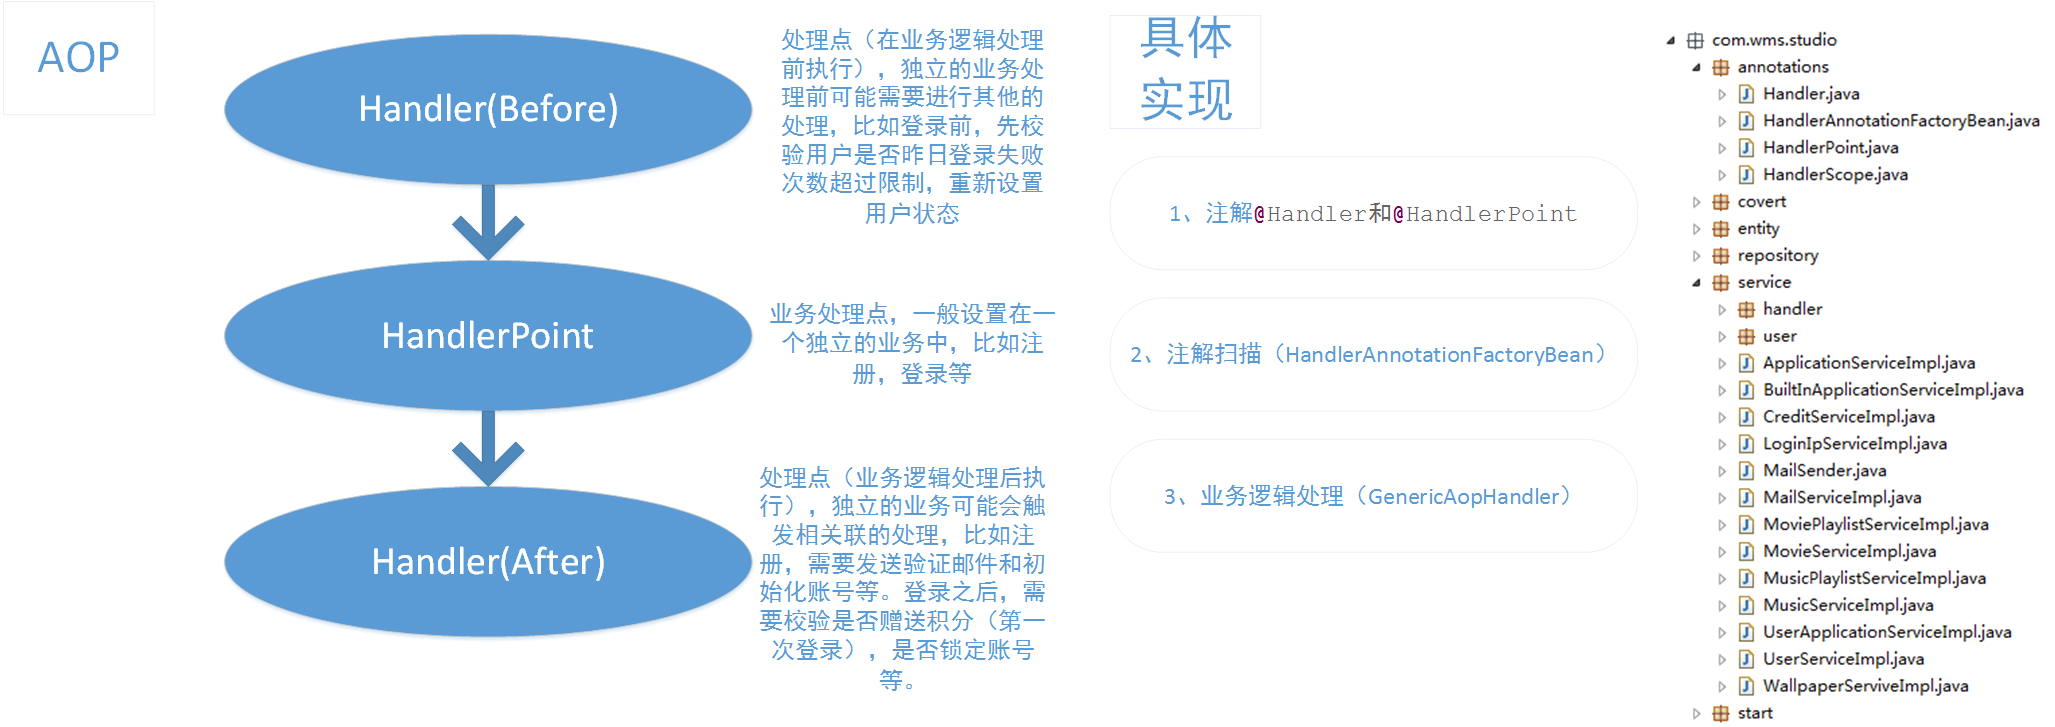 AOP
Handler(Before)
处理点（在业务逻辑处理
前执行），独立的业务处
理前可能需要进行其他的
处理，比如登录前，先校
验用户是否昨日登录失败
次数超过限制，重新设置
用户状态
HandlerPoint
业务处理点，一般设置在一
个独立的业务中，比如注
册，登录等
Handler(After)
处理点（业务逻辑处理后执
行），独立的业务可能会触
发相关联的处理，比如注
册，需要发送验证邮件和初
始化账号等。登录之后，需
要校验是否赠送积分（第一
次登录），是否锁定账号
等。
具体
实现
1、注解@Handler和@HandlerPoint
2、注解扫描（HandlerAnnotationFactoryBean）
3、业务逻辑处理（GenericAopHandler）
com.wms.studio
annotations
Handler.java
HandlerAnnotationFactoryBean.java
HandlerPoint.java
HandlerScope.java
covert
entity
repository
service
handler
user
ApplicationServiceImpl.java
BuiltInApplicationServiceImpl.java
CreditServiceImpl.java
LoginIpServiceImpl.java
MailSender.java
MailServiceImpl.java
MoviePlaylistServiceImpl.java
MovieServiceImpl.java
MusicPlaylistServiceImpl.java
MusicServiceImpl.java
UserApplicationServiceImpl.java
UserServiceImpl.java
WallpaperServiveImpl.java
start